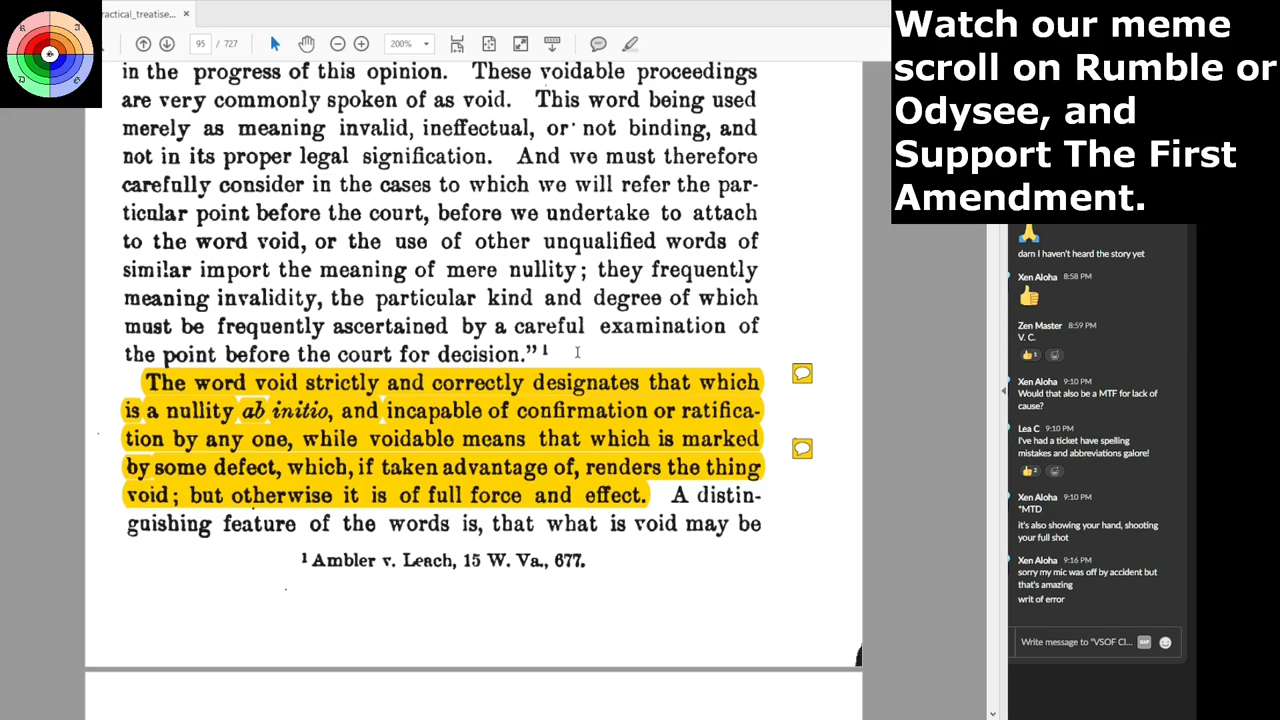 ractical_treatise...
95 / 727
200%
in the progress of this opinion. These voidable proceedings
are very commonly spoken of as void. This word being used
merely as meaning invalid, ineffectual, or not binding, and
not in its proper legal signification. And we must therefore
carefully consider in the cases to which we will refer the par-
ticular point before the court, before we undertake to attach
to the word void, or the use of other unqualified words of
similar import the meaning of mere nullity; they frequently
meaning invalidity, the particular kind and degree of which
must be frequently ascertained by a careful examination of
the point before the court for decision.” 1
The word void strictly and correctly designates that which
is a nullity ab initio, and incapable of confirmation or ratifica-
tion by any one, while voidable means that which is marked
by some defect, which, if taken advantage of, renders the thing
void; but otherwise it is of full force and effect. A distin-
guishing feature of the words is, that what is void may be
1 Ambler v. Leach, 15 W. Va., 677.
Watch our meme
scroll on Rumble or
Odysee, and
Support The First
Amendment.
darn I haven't heard the story yet
Xen Aloha 8:58 PM
Zen Master 8:59 PM
V. C.
1
Xen Aloha 9:10 PM
Would that also be a MTF for lack of
cause?
Lea C 9:10 PM
I've had a ticket have spelling
mistakes and abbreviations galore!
2
Xen Aloha 9:10 PM
*MTD
it's also showing your hand, shooting
your full shot
Xen Aloha 9:16 PM
sorry my mic was off by accident but
that's amazing
writ of error
Write message to "VSOF Cl...
GIF